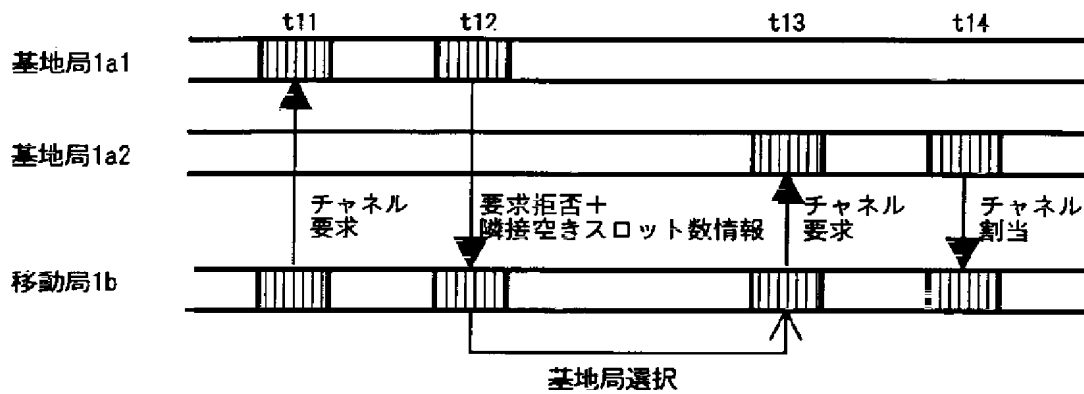 t11 t12 t13 t14
基地局1a1
基地局1a2
チャネル
要求
要求拒否＋
隣接空きスロット数情報
チャネル
要求
チャネル
割当
移動局1b
基地局選択